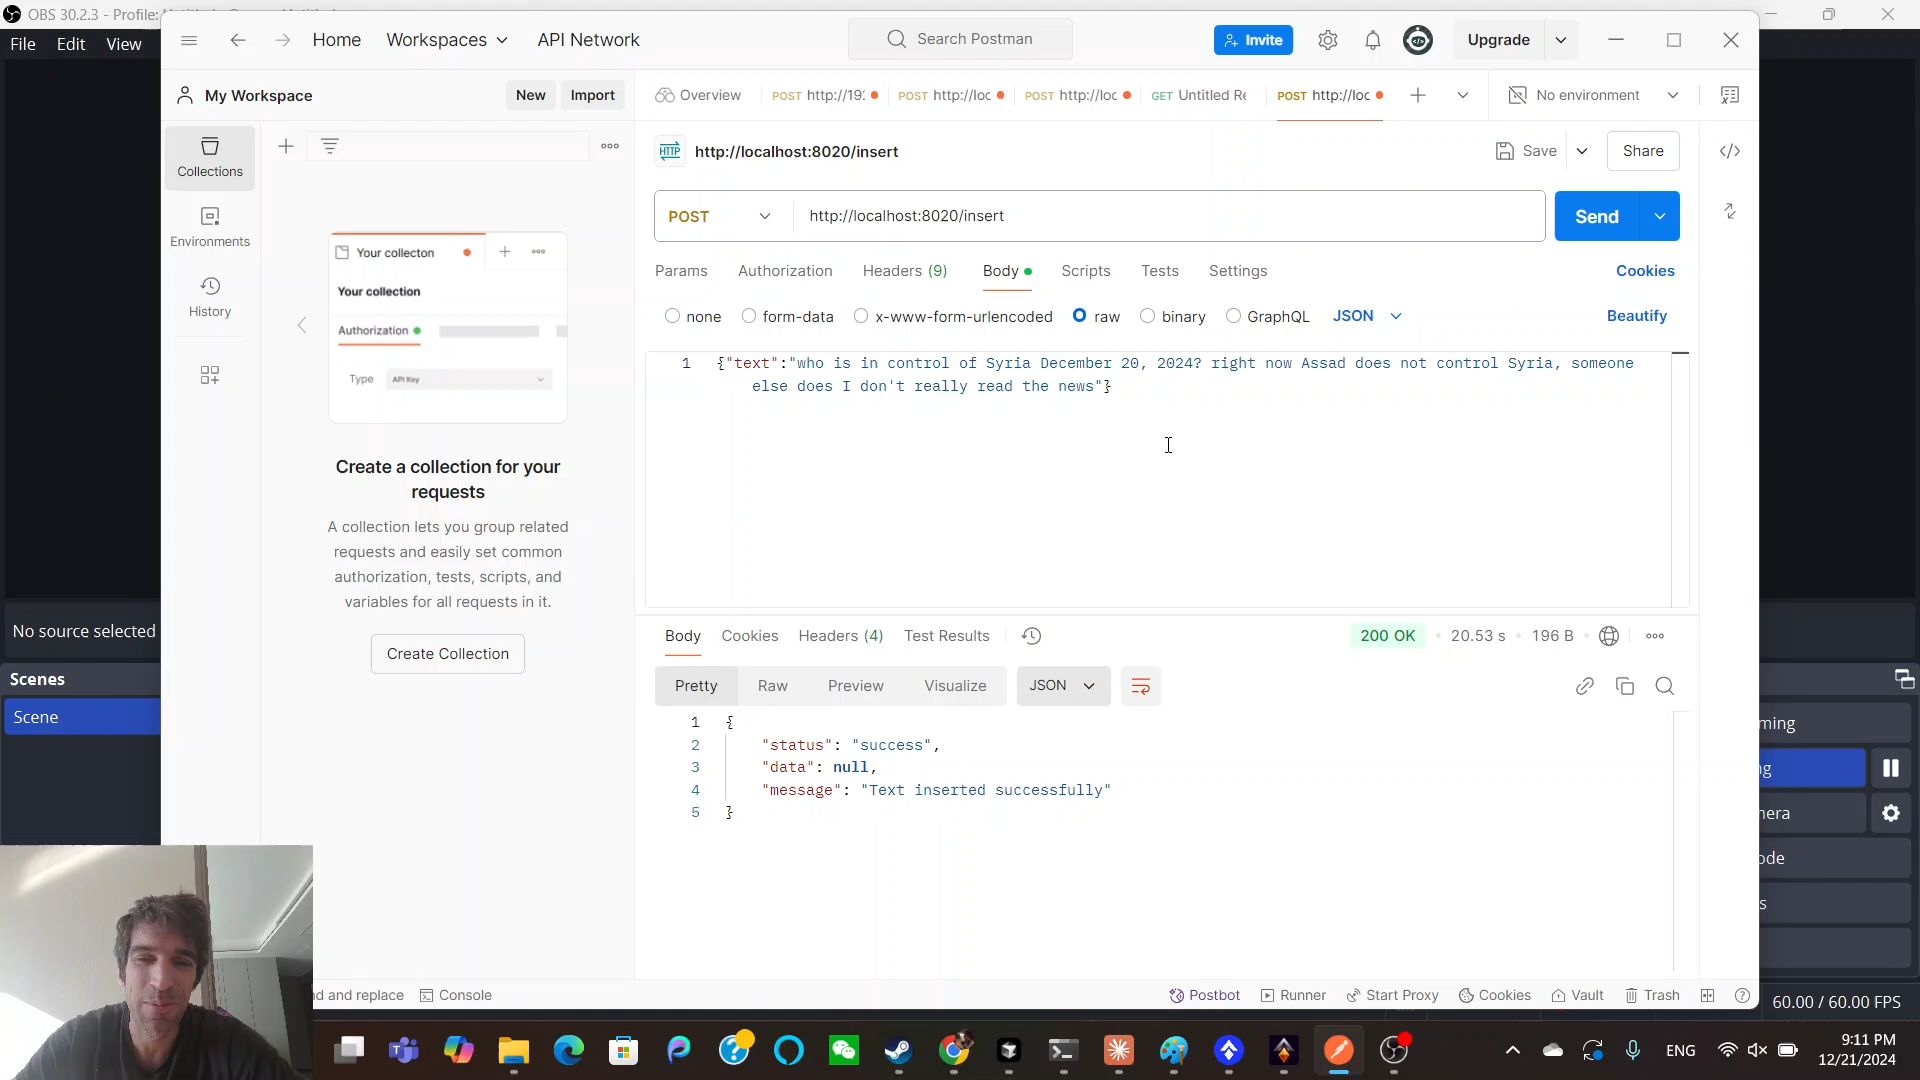 OBS 30.2.3 - Profile:
File Edit View
Home Workspaces API Network
Search Postman
Invite
Upgrade
My Workspace
New Import
Overview
POST http://19
POST http://loc
POST http://loc
GET Untitled Re
POST http://loc
No environment
Collections
Environments
History
HTTP http://localhost:8020/insert
Save
Share
POST http://localhost:8020/insert
Send
Params Authorization Headers (9) Body Scripts Tests Settings
Cookies
none form-data x-www-form-urlencoded raw binary GraphQL JSON
Beautify
1 {"text":"who is in control of Syria December 20, 2024? right now Assad does not control Syria, someone
else does I don't really read the news"}
Your collecton
Your collection
Authorization
Type API Key
Create a collection for your
requests
A collection lets you group related
requests and easily set common
authorization, tests, scripts, and
variables for all requests in it.
Create Collection
Body Cookies Headers (4) Test Results
200 OK • 20.53 s • 196 B
Pretty Raw Preview Visualize JSON
1 {
2 "status": "success",
3 "data": null,
4 "message": "Text inserted successfully"
5 }
No source selected
Scenes
Scene
ming
g
nera
ode
s
nd and replace
Console
Postbot Runner Start Proxy Cookies Vault Trash
60.00 / 60.00 FPS
ENG
9:11 PM
12/21/2024